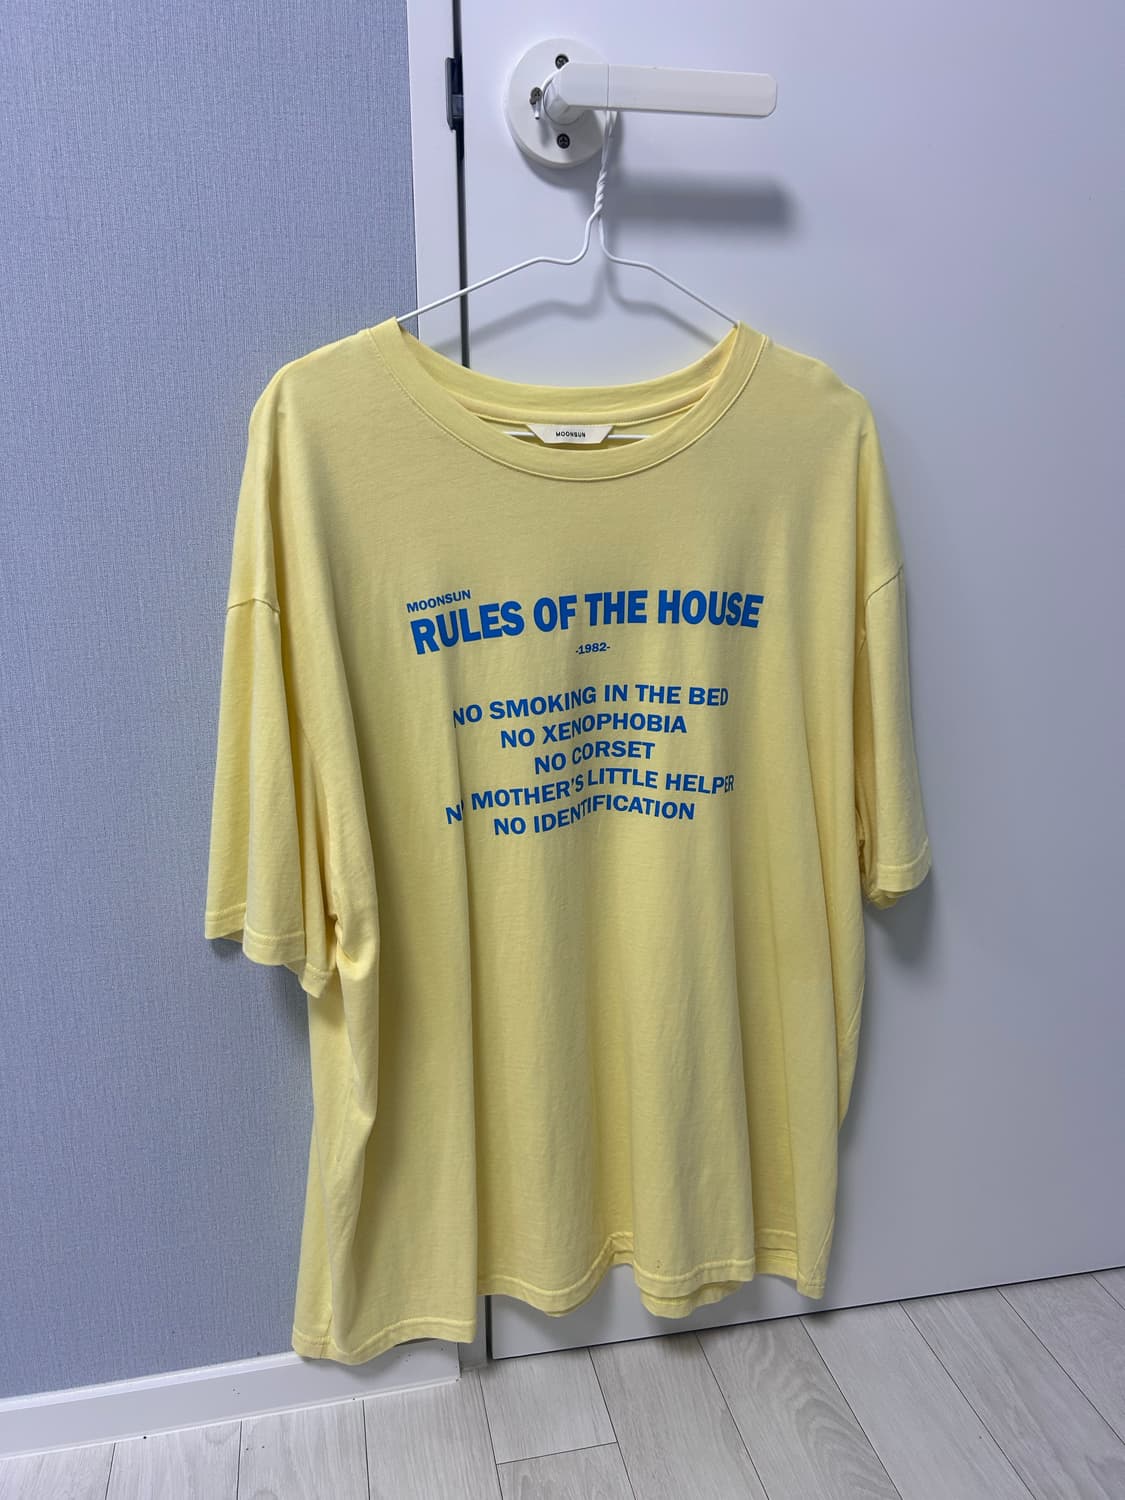 MOONSUN
MOONSUN
RULES OF THE HOUSE
-1982-
NO SMOKING IN THE BED
NO XENOPHOBIA
NO CORSET
NO MOTHER'S LITTLE HELPER
NO IDENTIFICATION